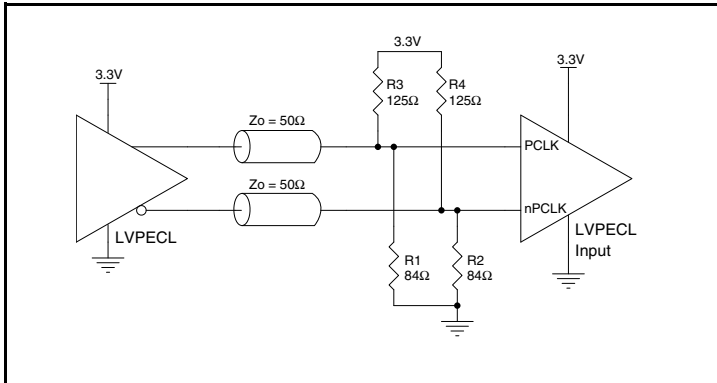 3.3V
3.3V
3.3V
R3
125Ω
R4
125Ω
Zo = 50Ω
PCLK
Zo = 50Ω
nPCLK
LVPECL
LVPECL
Input
R1
84Ω
R2
84Ω